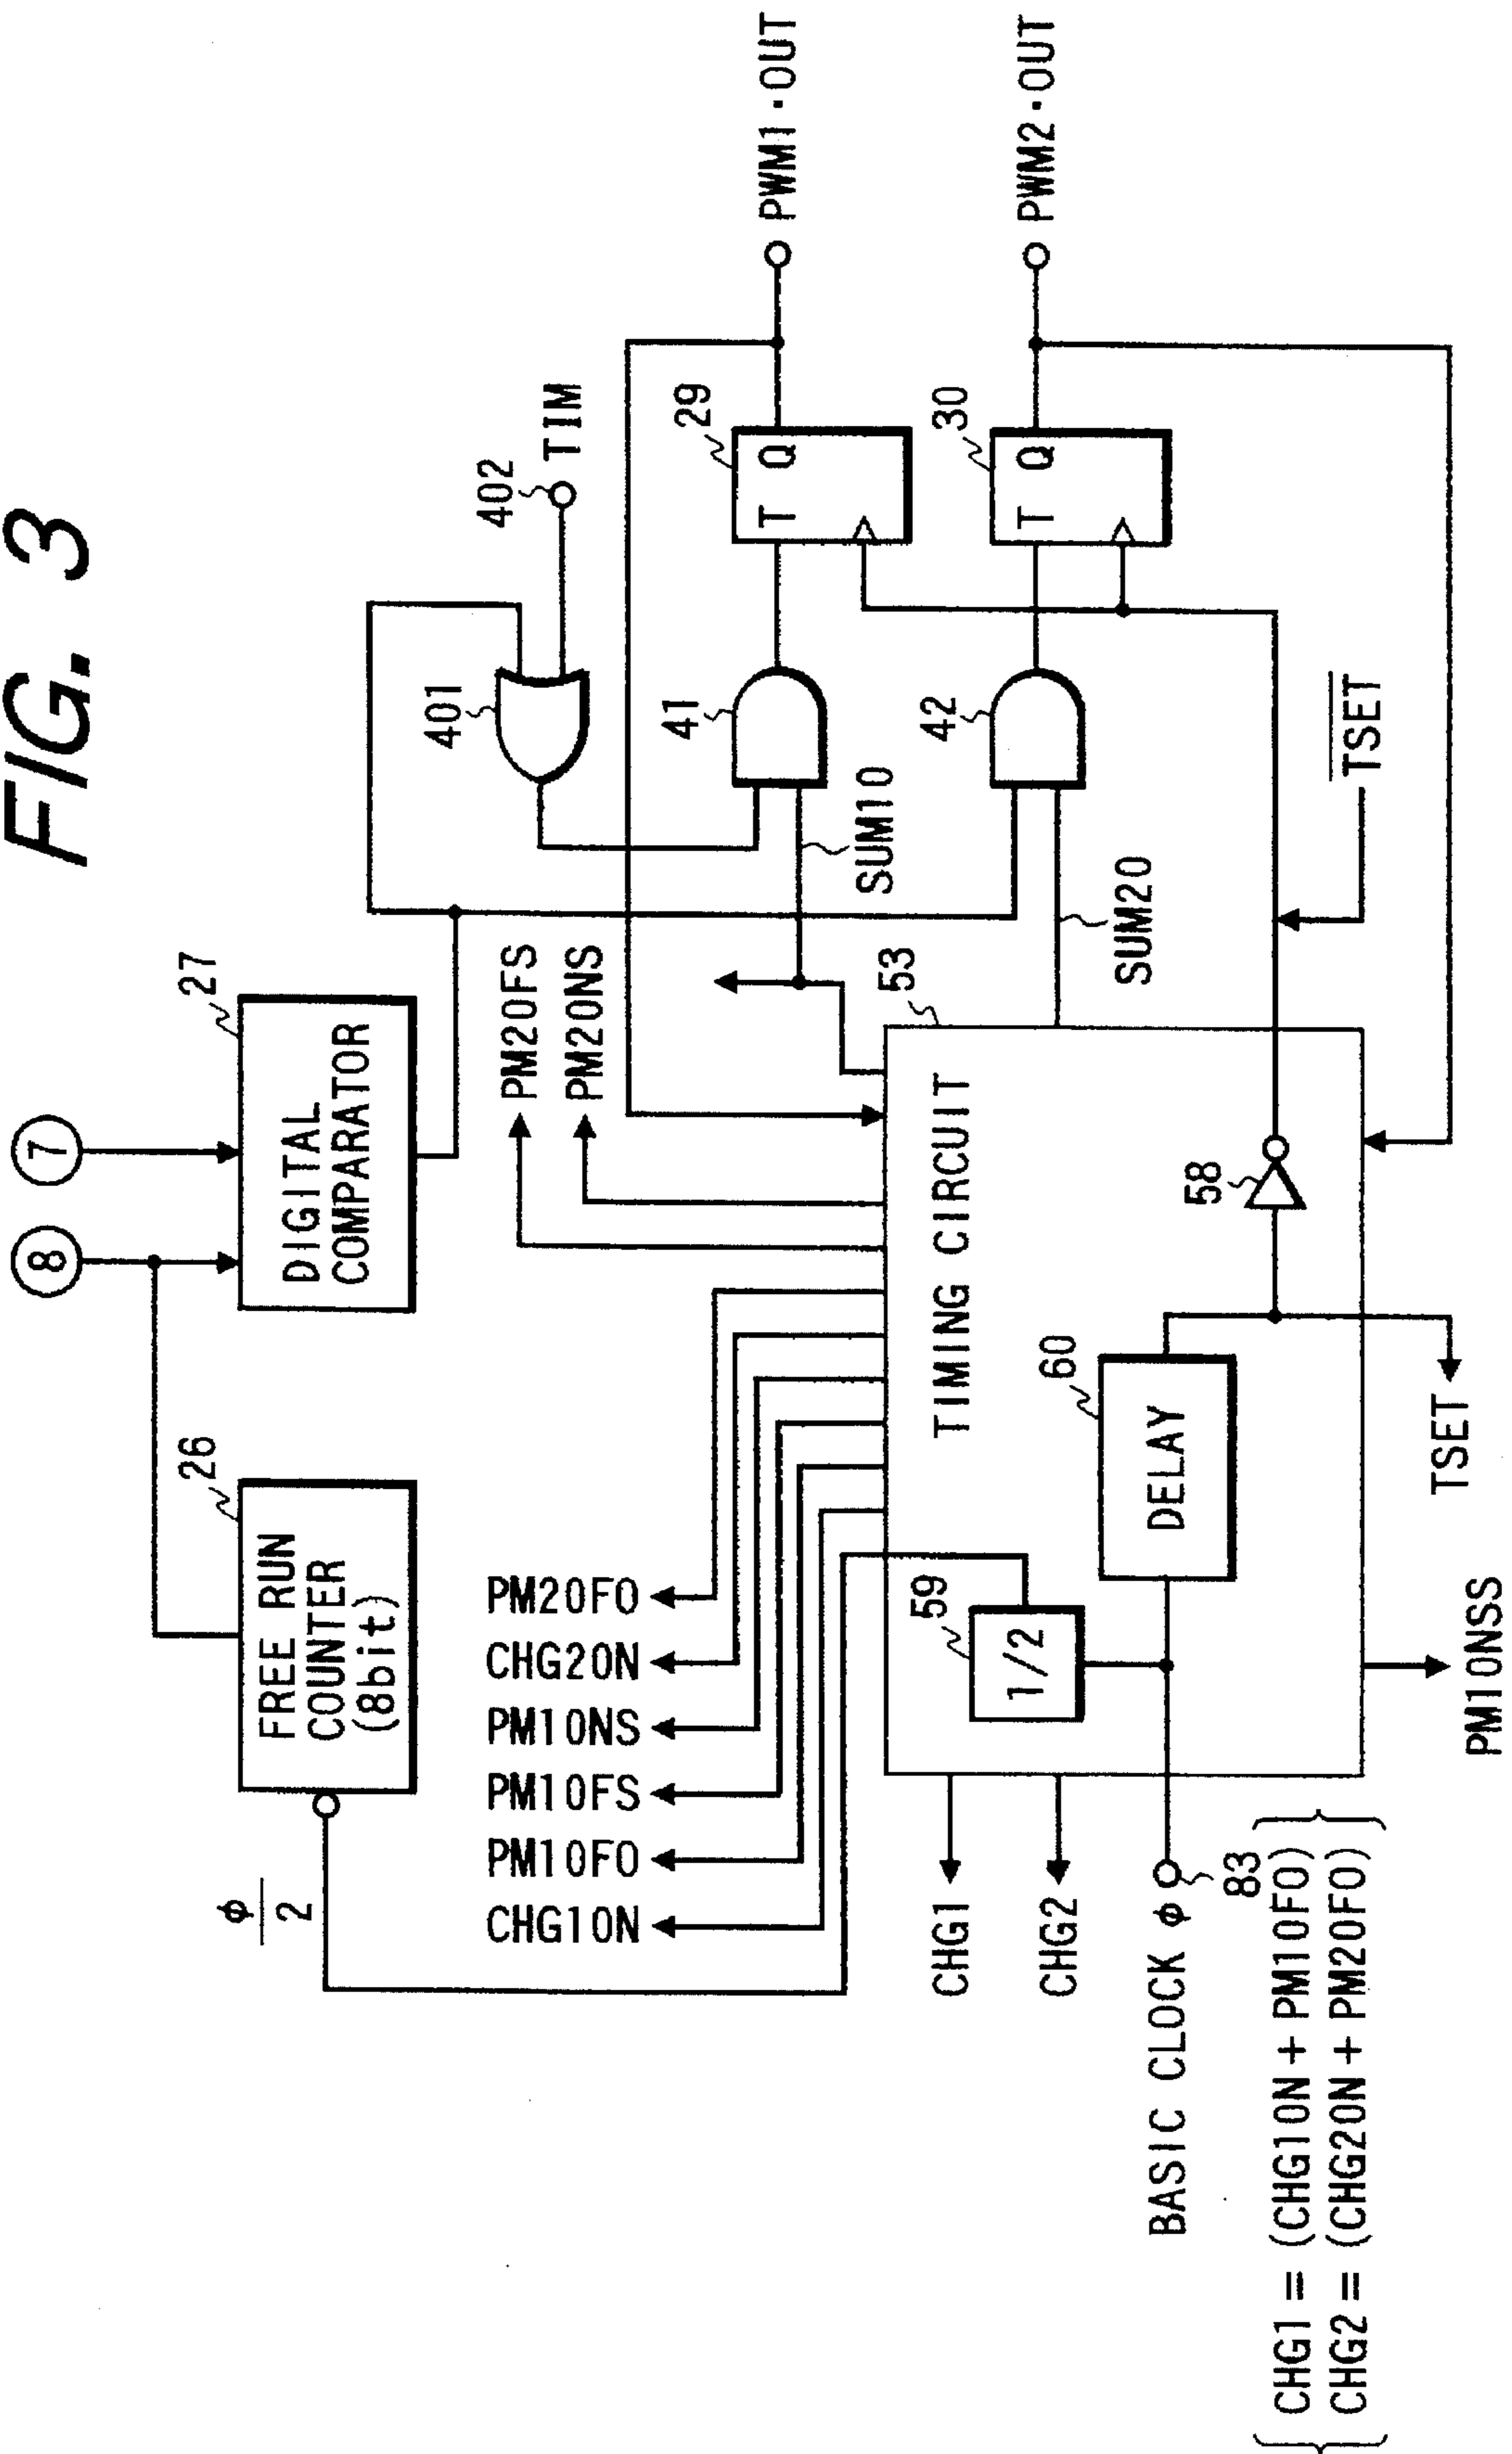 FIG. 3
8
7
FREE RUN
COUNTER
(8bit)
26
DIGITAL
COMPARATOR
27
φ
2
PM20FO
CHG20N
PM10NS
PM10FS
PM10FO
CHG10N
PM20FS
PM20NS
401
402
TIM
41
SUM10
29
T Q
PWM1·OUT
42
SUM20
30
T Q
PWM2·OUT
53
TIMING CIRCUIT
59
1/2
60
DELAY
58
TSET
CHG1
CHG2
BASIC CLOCK φ
83
PM10NSS
TSET
CHG1 = (CHG10N + PM10FO)
CHG2 = (CHG20N + PM20FO)